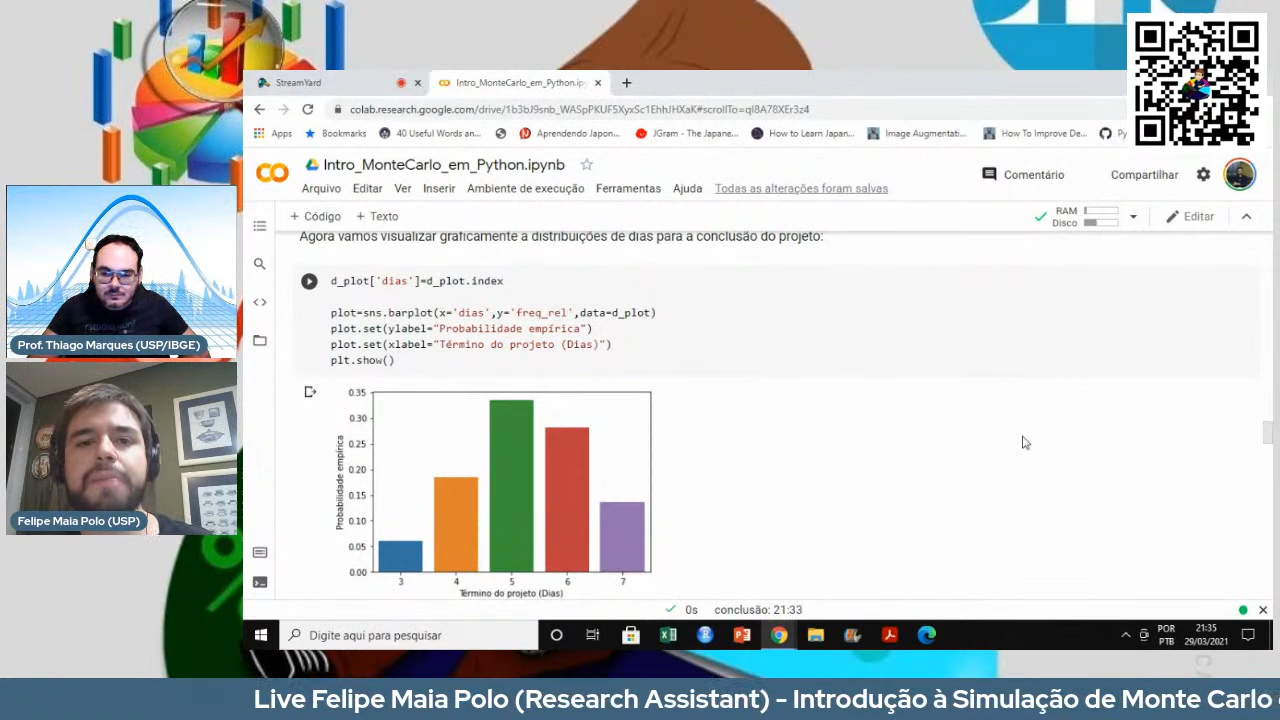 StreamYard
Intro_MonteCarlo_em_Python.ipy
colab.research.google.com/drive/
Apps
Bookmarks
40 Useful Words an...
Aprendendo Japon...
JGram - The Japane...
How to Learn Japan...
Image Augmentati...
How To Improve De...
Py
Intro_MonteCarlo_em_Python.ipynb
Comentário
Compartilhar
Arquivo Editar Ver Inserir Ambiente de execução Ferramentas Ajuda Todas as alterações foram salvas
+ Código + Texto
RAM
Disco
Editar
Agora vamos visualizar graficamente a distribuições de dias para a conclusão do projeto:
d_plot['dias']=d_plot.index
plot=sns.barplot(x='dias',y='freq_rel',data=d_plot)
plot.set(ylabel="Probabilidade empírica")
plot.set(xlabel="Término do projeto (Dias)")
plt.show()
Probabilidade empírica
0.35
0.30
0.25
0.20
0.15
0.10
0.05
0.00
3 4 5 6 7
Término do projeto (Dias)
0s conclusão: 21:33
Prof. Thiago Marques (USP/IBGE)
Felipe Maia Polo (USP)
Digite aqui para pesquisar
POR
PTB
21:35
29/03/2021
Live Felipe Maia Polo (Research Assistant) - Introdução à Simulação de Monte Carlo